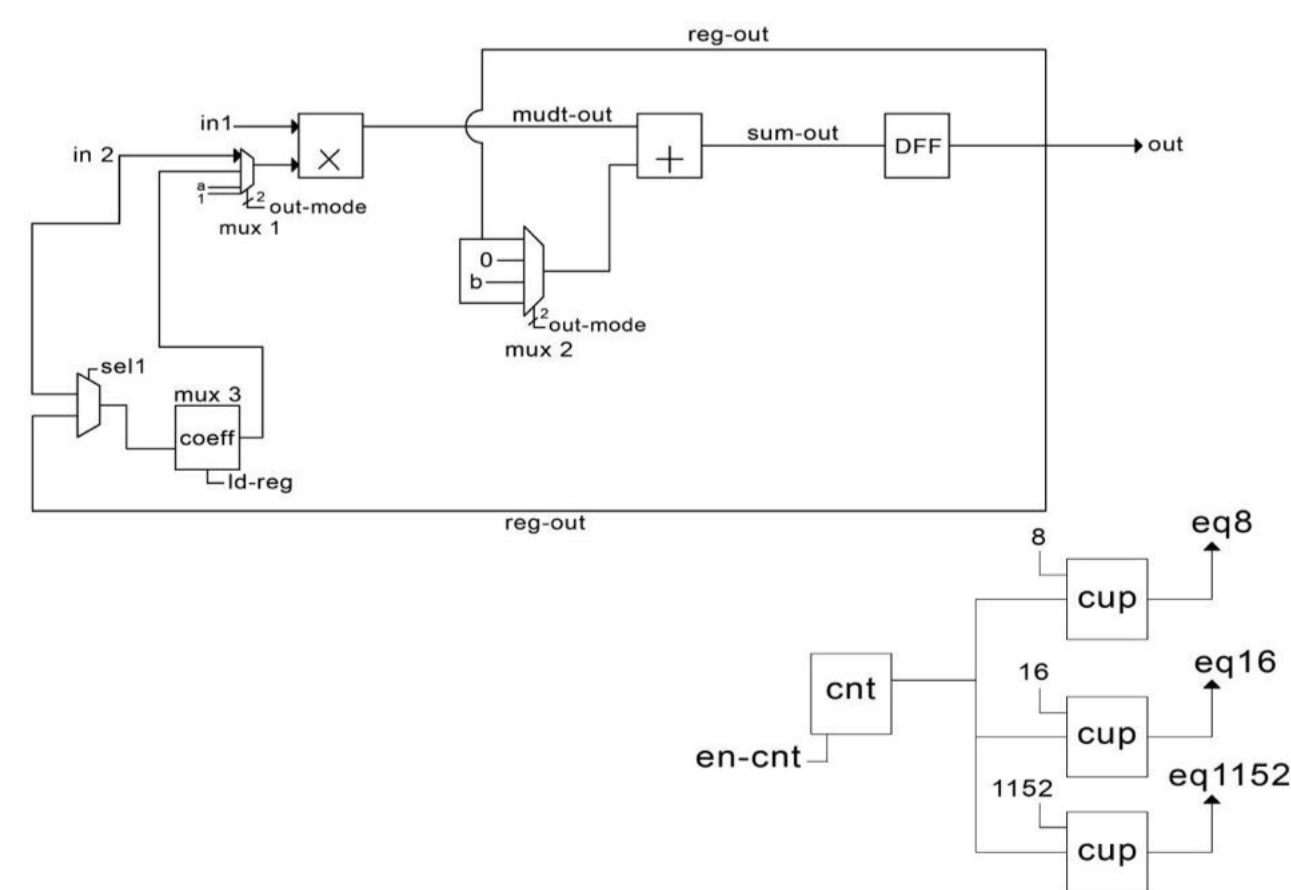 reg-out
in1
mudt-out
sum-out
DFF
out
in 2
×
+
a
1
2
out-mode
mux 1
0
b
2
out-mode
mux 2
sel1
mux 3
coeff
ld-reg
reg-out
8
eq8
cup
cnt
16
eq16
cup
en-cnt
1152
eq1152
cup